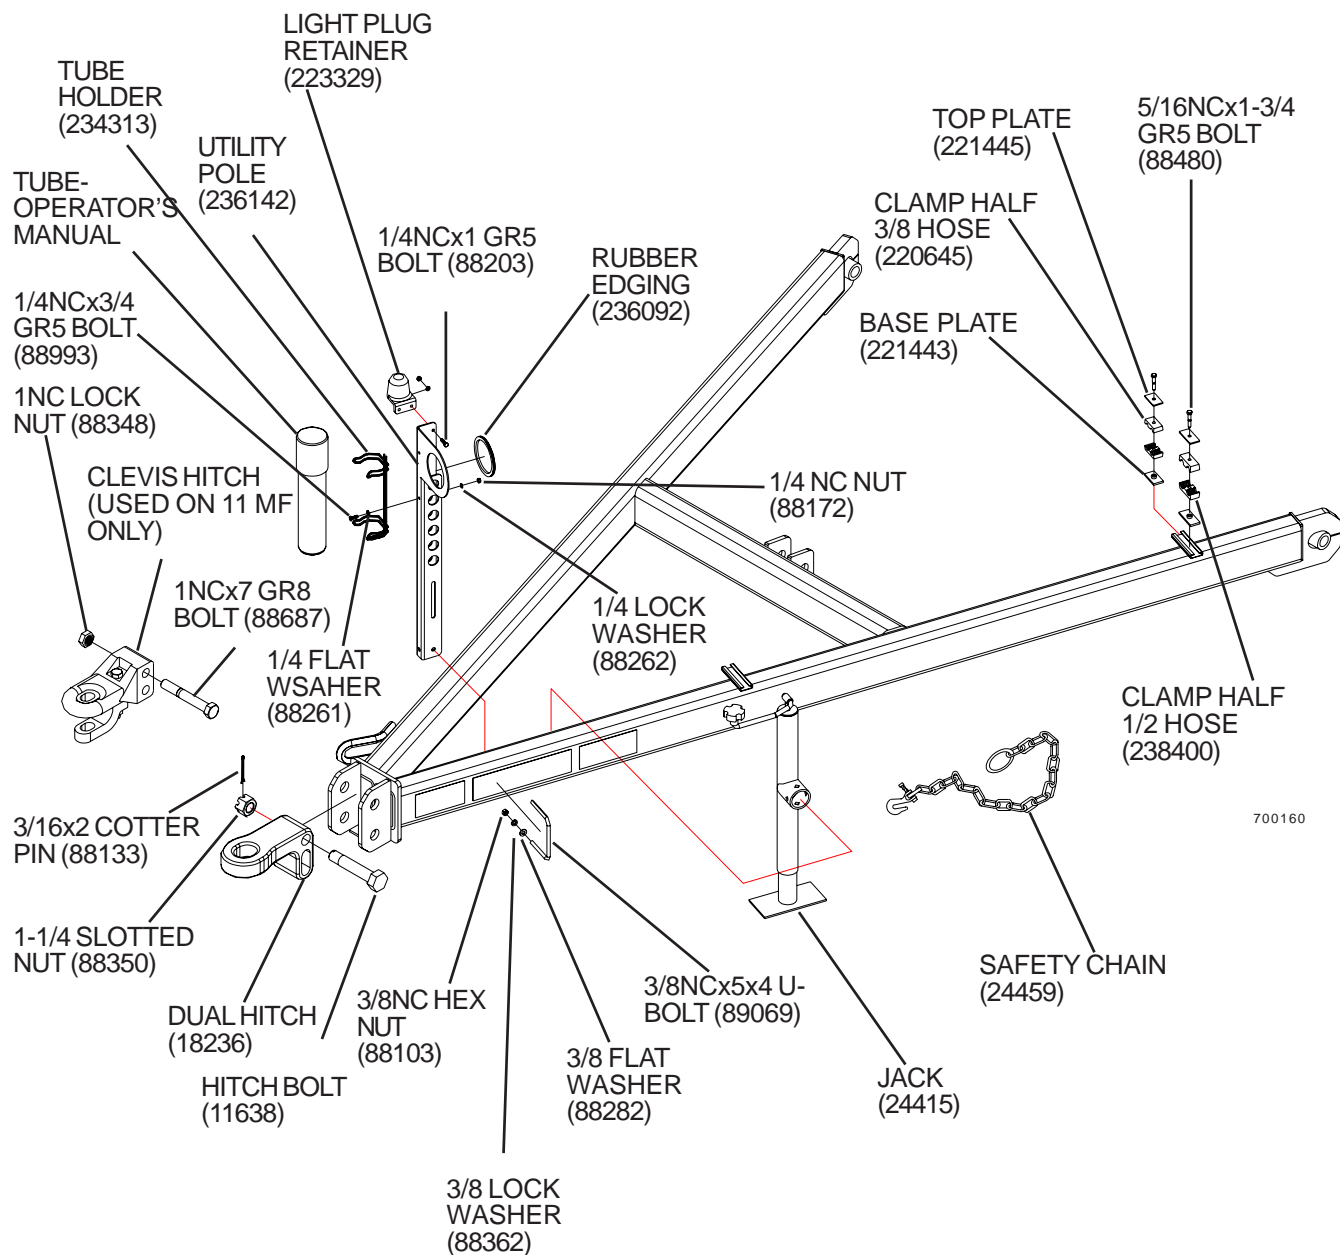 LIGHT PLUG
RETAINER
(223329)
TUBE
HOLDER
(234313)
UTILITY
POLE
(236142)
TUBE-
OPERATOR'S
MANUAL
1/4NCx1 GR5
BOLT (88203)
RUBBER
EDGING
(236092)
TOP PLATE
(221445)
5/16NCx1-3/4
GR5 BOLT
(88480)
CLAMP HALF
3/8 HOSE
(220645)
BASE PLATE
(221443)
1/4NCx3/4
GR5 BOLT
(88993)
1NC LOCK
NUT (88348)
CLEVIS HITCH
(USED ON 11 MF
ONLY)
1NCx7 GR8
BOLT (88687)
1/4 FLAT
WSAHER
(88261)
1/4 NC NUT
(88172)
1/4 LOCK
WASHER
(88262)
CLAMP HALF
1/2 HOSE
(238400)
700160
3/16x2 COTTER
PIN (88133)
1-1/4 SLOTTED
NUT (88350)
DUAL HITCH
(18236)
HITCH BOLT
(11638)
3/8NC HEX
NUT
(88103)
3/8 LOCK
WASHER
(88362)
3/8 FLAT
WASHER
(88282)
3/8NCx5x4 U-
BOLT (89069)
JACK
(24415)
SAFETY CHAIN
(24459)